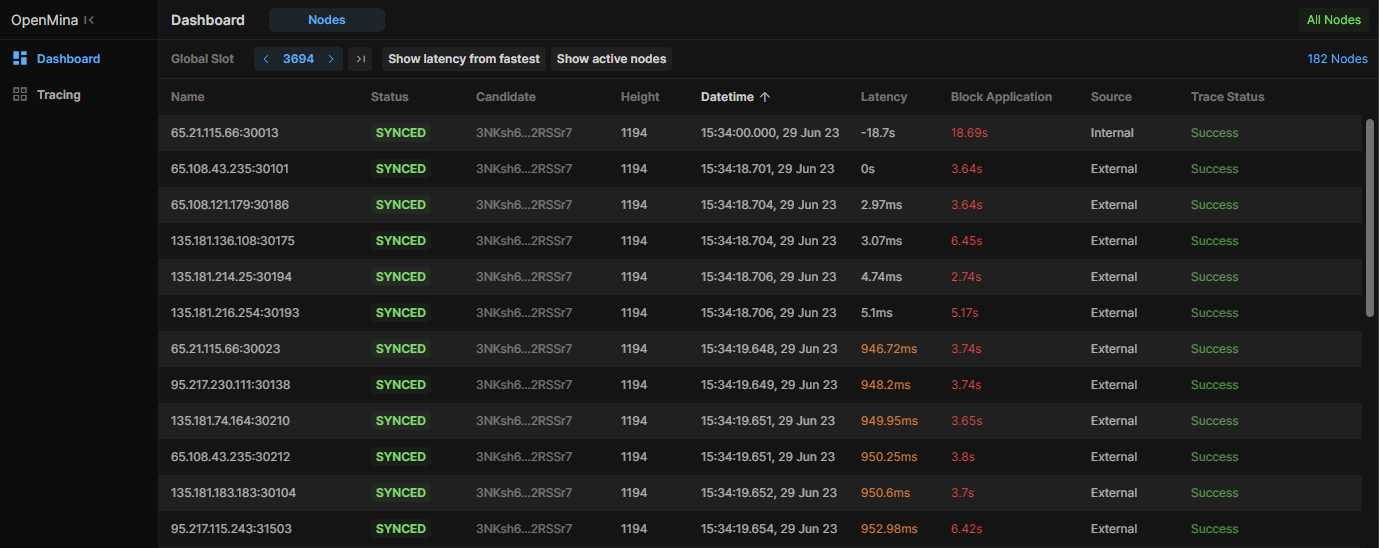 OpenMina Dashboard Nodes All Nodes
Dashboard Global Slot 3694 Show latency from fastest Show active nodes 182 Nodes
Tracing Name Status Candidate Height Datetime ↑ Latency Block Application Source Trace Status
65.21.115.66:30013 SYNCED 3NKsh6...2RSSr7 1194 15:34:00.000, 29 Jun 23 -18.7s 18.69s Internal Success
65.108.43.235:30101 SYNCED 3NKsh6...2RSSr7 1194 15:34:18.701, 29 Jun 23 0s 3.64s External Success
65.108.121.179:30186 SYNCED 3NKsh6...2RSSr7 1194 15:34:18.704, 29 Jun 23 2.97ms 3.64s External Success
135.181.136.108:30175 SYNCED 3NKsh6...2RSSr7 1194 15:34:18.704, 29 Jun 23 3.07ms 6.45s External Success
135.181.214.25:30194 SYNCED 3NKsh6...2RSSr7 1194 15:34:18.706, 29 Jun 23 4.74ms 2.74s External Success
135.181.216.254:30193 SYNCED 3NKsh6...2RSSr7 1194 15:34:18.706, 29 Jun 23 5.1ms 5.17s External Success
65.21.115.66:30023 SYNCED 3NKsh6...2RSSr7 1194 15:34:19.648, 29 Jun 23 946.72ms 3.74s External Success
95.217.230.111:30138 SYNCED 3NKsh6...2RSSr7 1194 15:34:19.649, 29 Jun 23 948.2ms 3.74s External Success
135.181.74.164:30210 SYNCED 3NKsh6...2RSSr7 1194 15:34:19.651, 29 Jun 23 949.95ms 3.65s External Success
65.108.43.235:30212 SYNCED 3NKsh6...2RSSr7 1194 15:34:19.651, 29 Jun 23 950.25ms 3.8s External Success
135.181.183.183:30104 SYNCED 3NKsh6...2RSSr7 1194 15:34:19.652, 29 Jun 23 950.6ms 3.7s External Success
95.217.115.243:31503 SYNCED 3NKsh6...2RSSr7 1194 15:34:19.654, 29 Jun 23 952.98ms 6.42s External Success